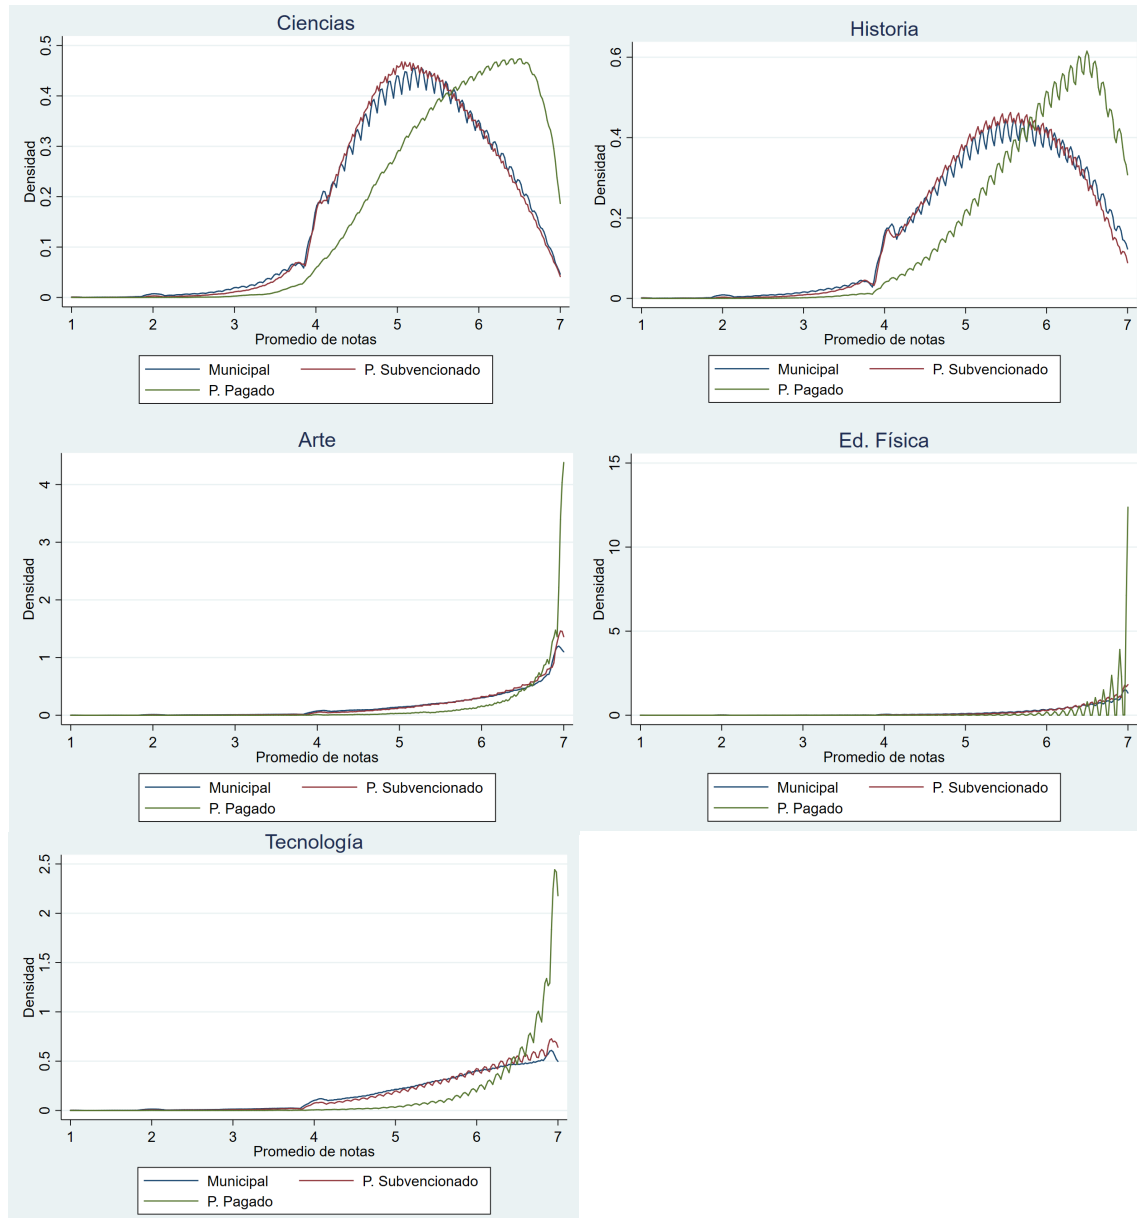 Ciencias
Densidad
0.5
0.4
0.3
0.2
0.1
0
1 2 3 4 5 6 7
Promedio de notas
Municipal P. Subvencionado
P. Pagado
Historia
Densidad
0.6
0.4
0.2
0
1 2 3 4 5 6 7
Promedio de notas
Municipal P. Subvencionado
P. Pagado
Arte
Densidad
4
3
2
1
0
1 2 3 4 5 6 7
Promedio de notas
Municipal P. Subvencionado
P. Pagado
Ed. Física
Densidad
15
10
5
0
1 2 3 4 5 6 7
Promedio de notas
Municipal P. Subvencionado
P. Pagado
Tecnología
Densidad
2.5
2
1.5
1
0.5
0
1 2 3 4 5 6 7
Promedio de notas
Municipal P. Subvencionado
P. Pagado